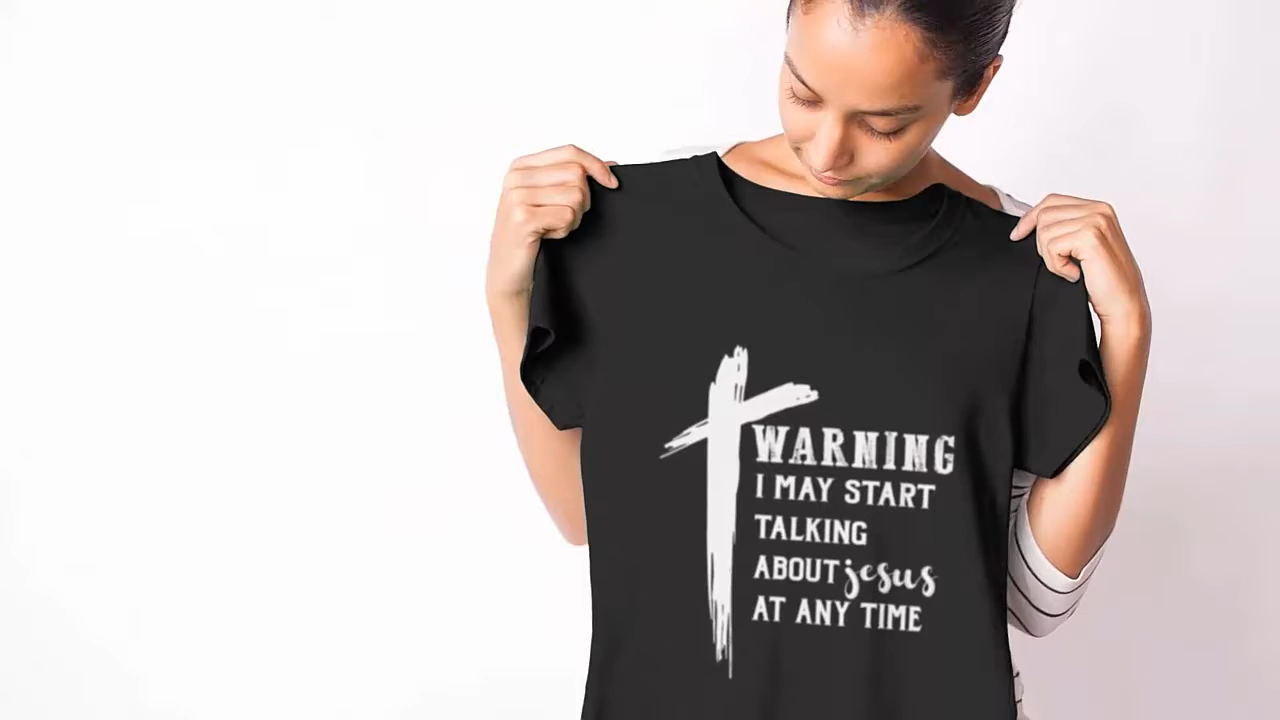 WARNING
I MAY START
TALKING
ABOUT jesus
AT ANY TIME